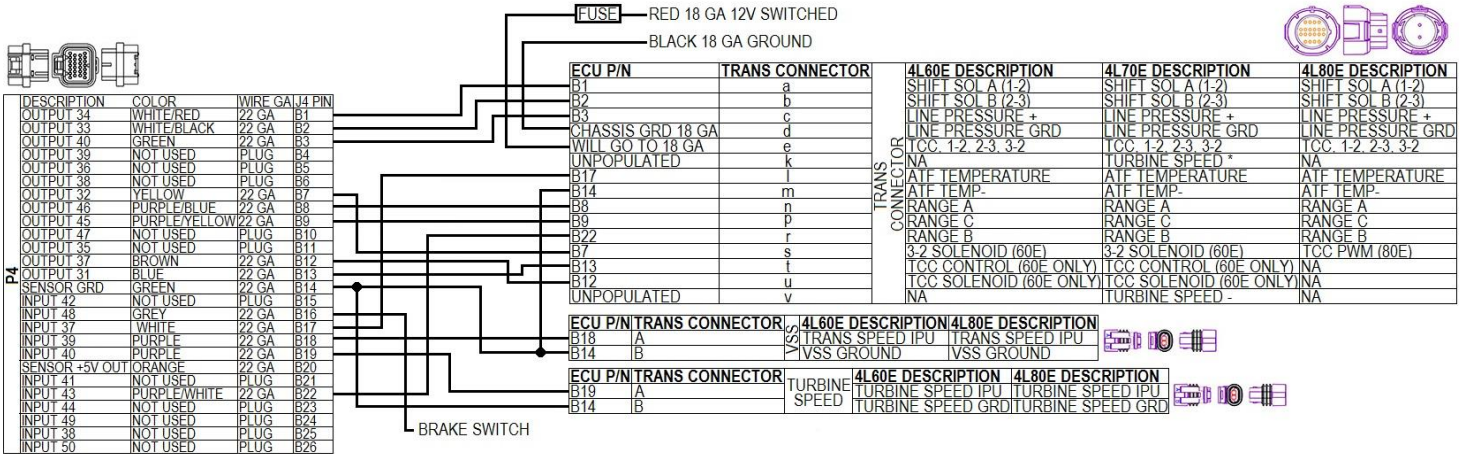 FUSE RED 18 GA 12V SWITCHED
BLACK 18 GA GROUND
ECU P/N TRANS CONNECTOR 4L60E DESCRIPTION 4L70E DESCRIPTION 4L80E DESCRIPTION
B1 a SHIFT SOL A (1-2) SHIFT SOL A (1-2) SHIFT SOL A (1-2)
B2 b SHIFT SOL B (2-3) SHIFT SOL B (2-3) SHIFT SOL B (2-3)
B3 c LINE PRESSURE + LINE PRESSURE + LINE PRESSURE +
CHASSIS GRD 18 GA d LINE PRESSURE GRD LINE PRESSURE GRD LINE PRESSURE GRD
WILL GO TO 18 GA e TCC, 1-2, 2-3, 3-2 TCC, 1-2, 2-3, 3-2 TCC, 1-2, 2-3, 3-2
UNPOPULATED k NA TURBINE SPEED * NA
B17 l ATF TEMPERATURE ATF TEMPERATURE ATF TEMPERATURE
B14 m ATF TEMP- ATF TEMP- ATF TEMP-
B8 n RANGE A RANGE A RANGE A
B9 p RANGE C RANGE C RANGE C
B22 r RANGE B RANGE B RANGE B
B7 s 3-2 SOLENOID (60E) 3-2 SOLENOID (60E) TCC PWM (80E)
B13 t TCC CONTROL (60E ONLY) TCC CONTROL (60E ONLY) NA
B12 u TCC SOLENOID (60E ONLY) TCC SOLENOID (60E ONLY) NA
UNPOPULATED v NA TURBINE SPEED - NA
TRANS
CONNECTOR
P4
DESCRIPTION COLOR WIRE GA J4 PIN
OUTPUT 34 WHITE/RED 22 GA B1
OUTPUT 33 WHITE/BLACK 22 GA B2
OUTPUT 40 GREEN 22 GA B3
OUTPUT 39 NOT USED PLUG B4
OUTPUT 36 NOT USED PLUG B5
OUTPUT 38 NOT USED PLUG B6
OUTPUT 32 YELLOW 22 GA B7
OUTPUT 46 PURPLE/BLUE 22 GA B8
OUTPUT 45 PURPLE/YELLOW 22 GA B9
OUTPUT 47 NOT USED PLUG B10
OUTPUT 35 NOT USED PLUG B11
OUTPUT 37 BROWN 22 GA B12
OUTPUT 31 BLUE 22 GA B13
SENSOR GRD GREEN 22 GA B14
INPUT 42 NOT USED PLUG B15
INPUT 48 GREY 22 GA B16
INPUT 37 WHITE 22 GA B17
INPUT 39 PURPLE 22 GA B18
INPUT 40 PURPLE 22 GA B19
SENSOR +5V OUT ORANGE 22 GA B20
INPUT 41 NOT USED PLUG B21
INPUT 43 PURPLE/WHITE 22 GA B22
INPUT 44 NOT USED PLUG B23
INPUT 49 NOT USED PLUG B24
INPUT 38 NOT USED PLUG B25
INPUT 50 NOT USED PLUG B26
ECU P/N TRANS CONNECTOR VSS 4L60E DESCRIPTION 4L80E DESCRIPTION
B18 A TRANS SPEED IPU TRANS SPEED IPU
B14 B VSS GROUND VSS GROUND
ECU P/N TRANS CONNECTOR TURBINE SPEED 4L60E DESCRIPTION 4L80E DESCRIPTION
B19 A TURBINE SPEED IPU TURBINE SPEED IPU
B14 B TURBINE SPEED GRD TURBINE SPEED GRD
BRAKE SWITCH